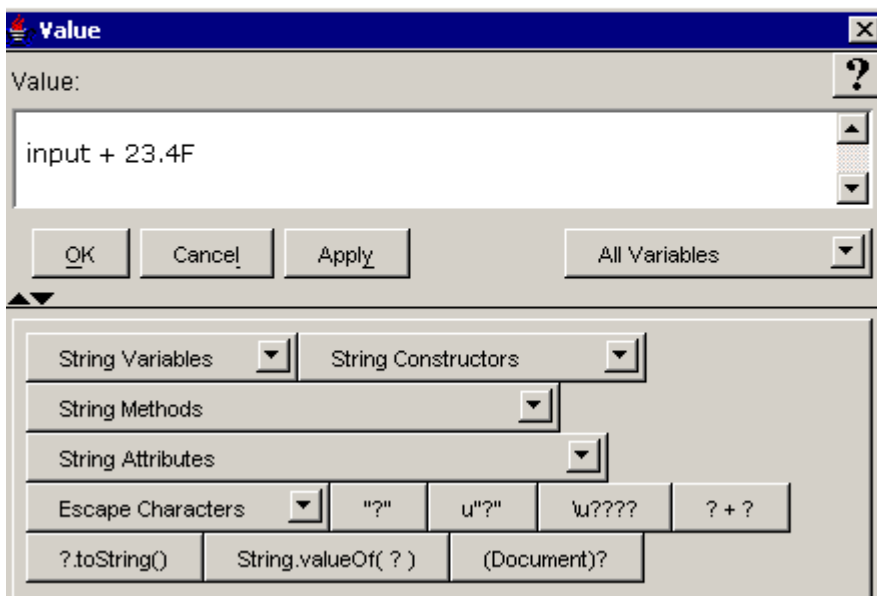 Value
Value:
?
input + 23.4F
OK Cancel Apply All Variables
String Variables String Constructors
String Methods
String Attributes
Escape Characters "?" u"?" \u???? ? + ?
?.toString() String.valueOf( ? ) (Document)?